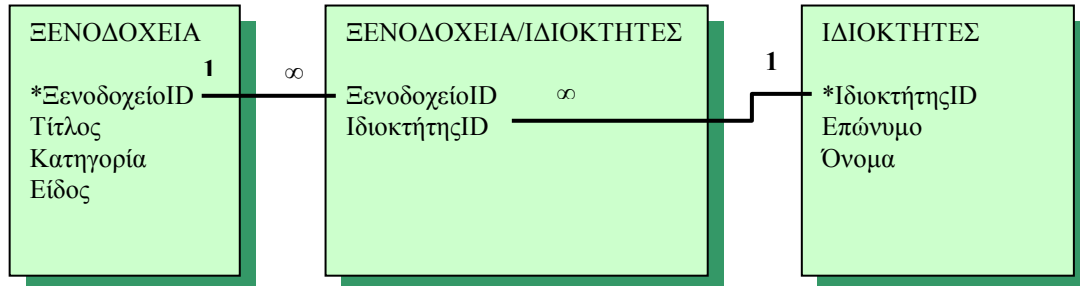 ΞΕΝΟΔΟΧΕΙΑ
1
*ΞενοδοχείοID
Τίτλος
Κατηγορία
Είδος
∞
ΞΕΝΟΔΟΧΕΙΑ/ΙΔΙΟΚΤΗΤΕΣ
ΞενοδοχείοID
∞
ΙδιοκτήτηςID
1
ΙΔΙΟΚΤΗΤΕΣ
*ΙδιοκτήτηςID
Επώνυμο
Όνομα